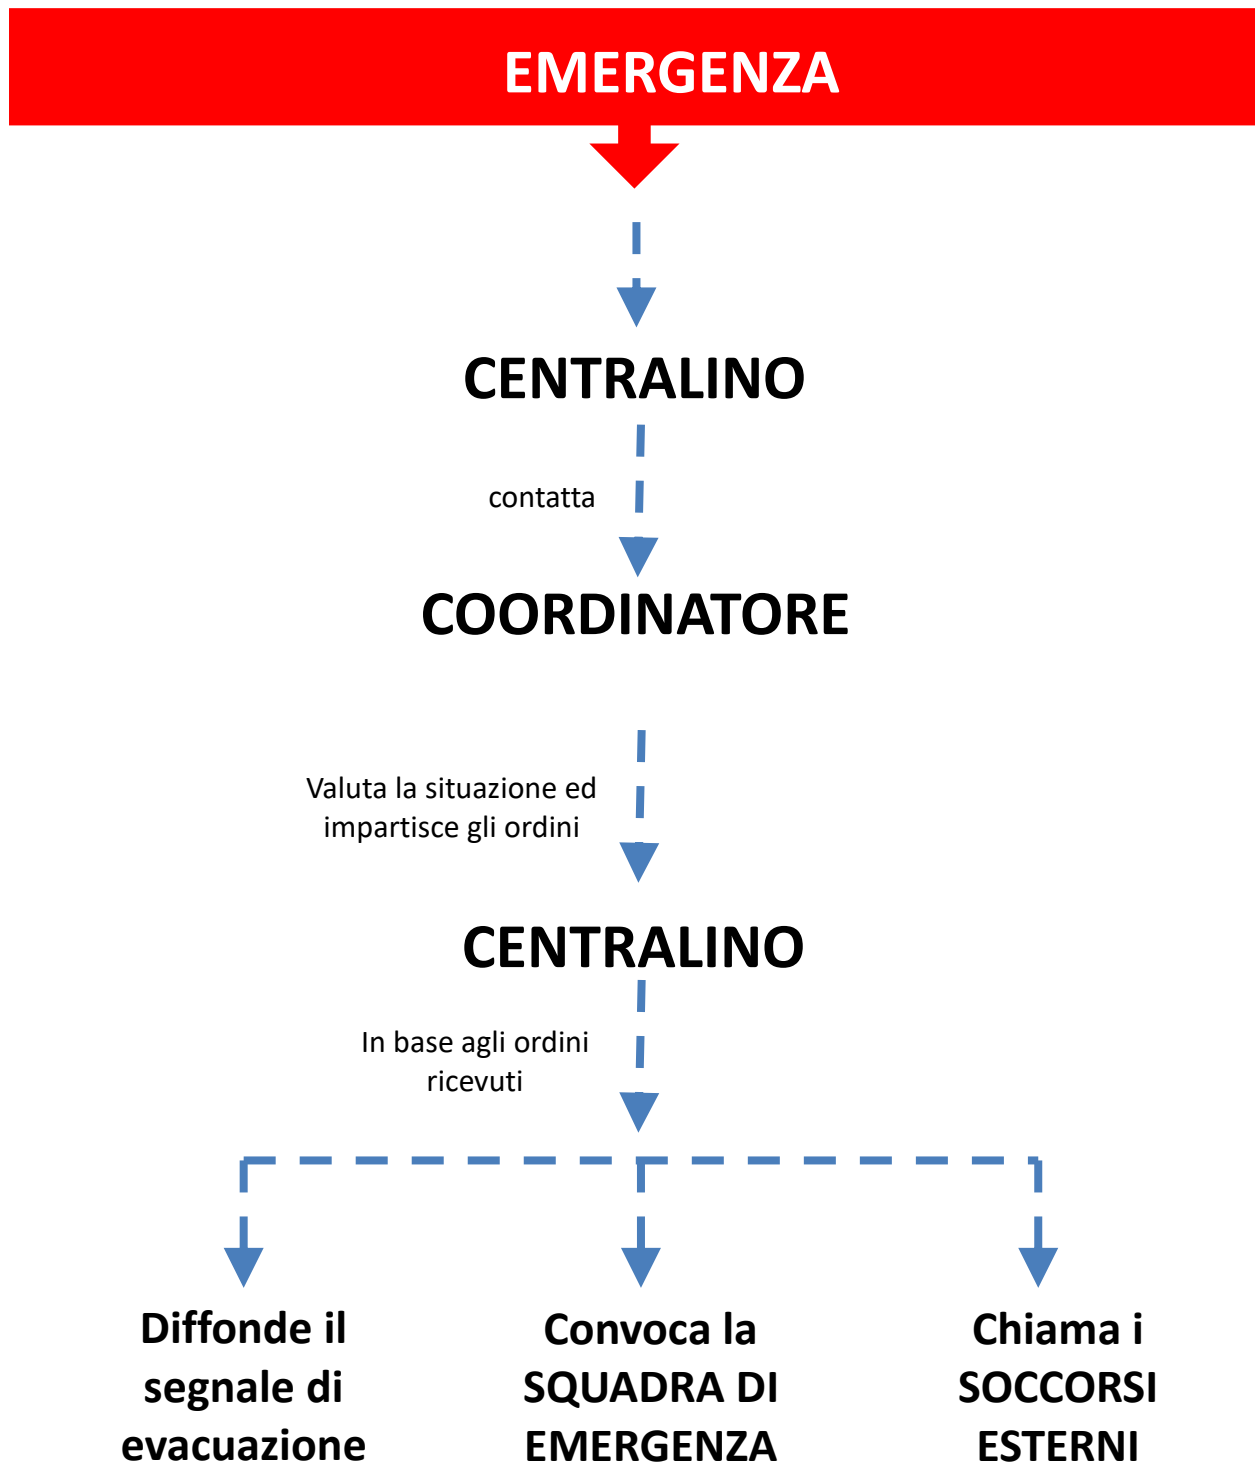 EMERGENZA
CENTRALINO
contatta
COORDINATORE
Valuta la situazione ed
impartisce gli ordini
CENTRALINO
In base agli ordini
ricevuti
Diffonde il
segnale di
evacuazione
Convoca la
SQUADRA DI
EMERGENZA
Chiama i
SOCCORSI
ESTERNI